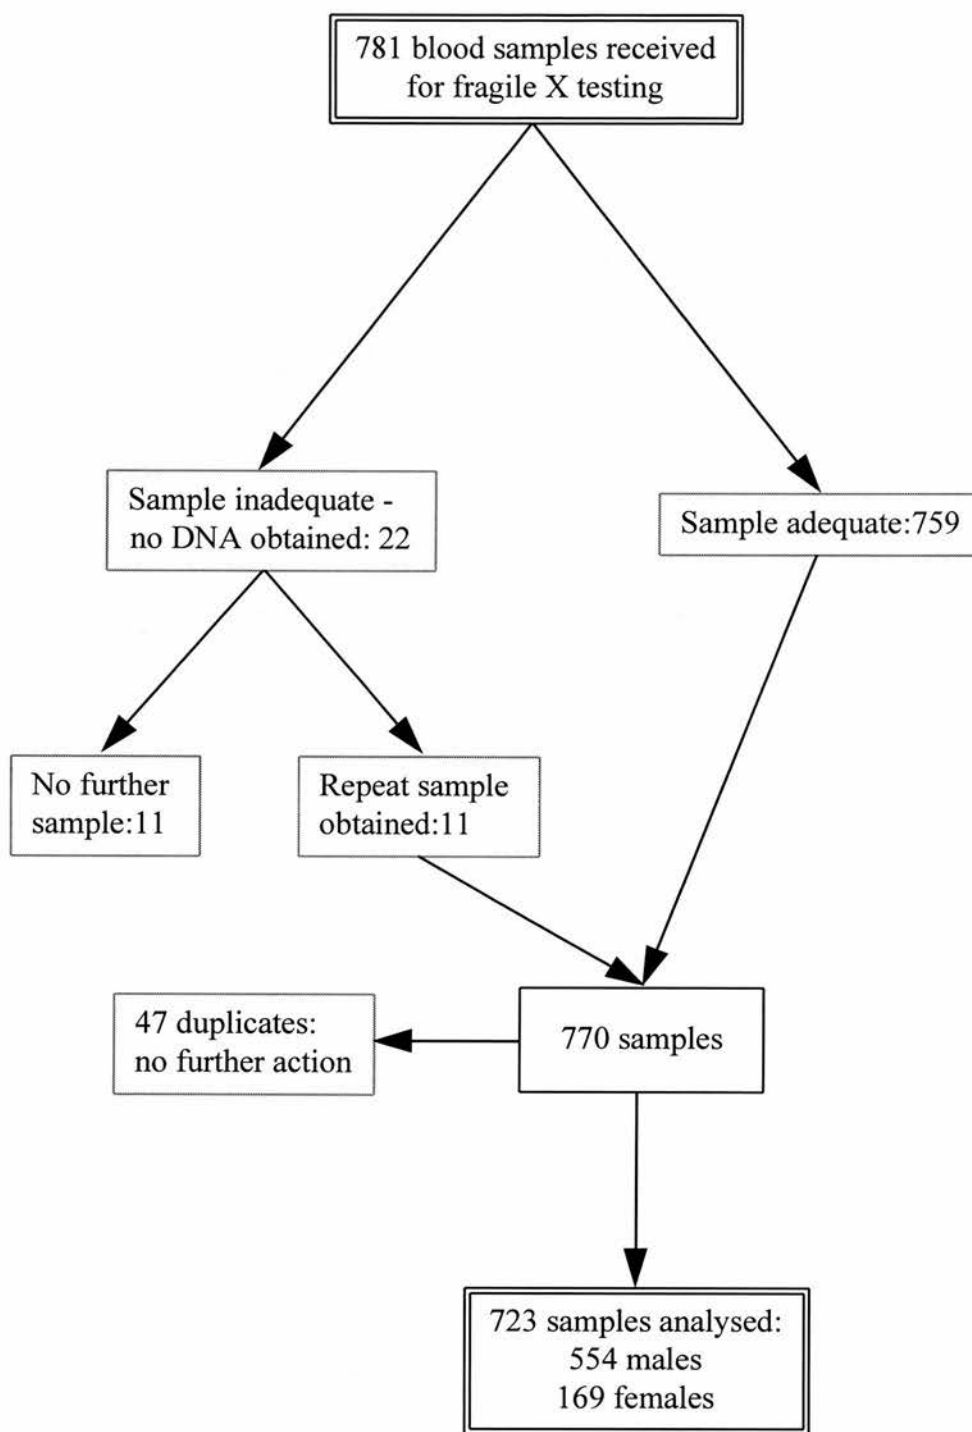 781 blood samples received
for fragile X testing
Sample inadequate -
no DNA obtained: 22
Sample adequate:759
No further
sample:11
Repeat sample
obtained:11
47 duplicates:
no further action
770 samples
723 samples analysed:
554 males
169 females